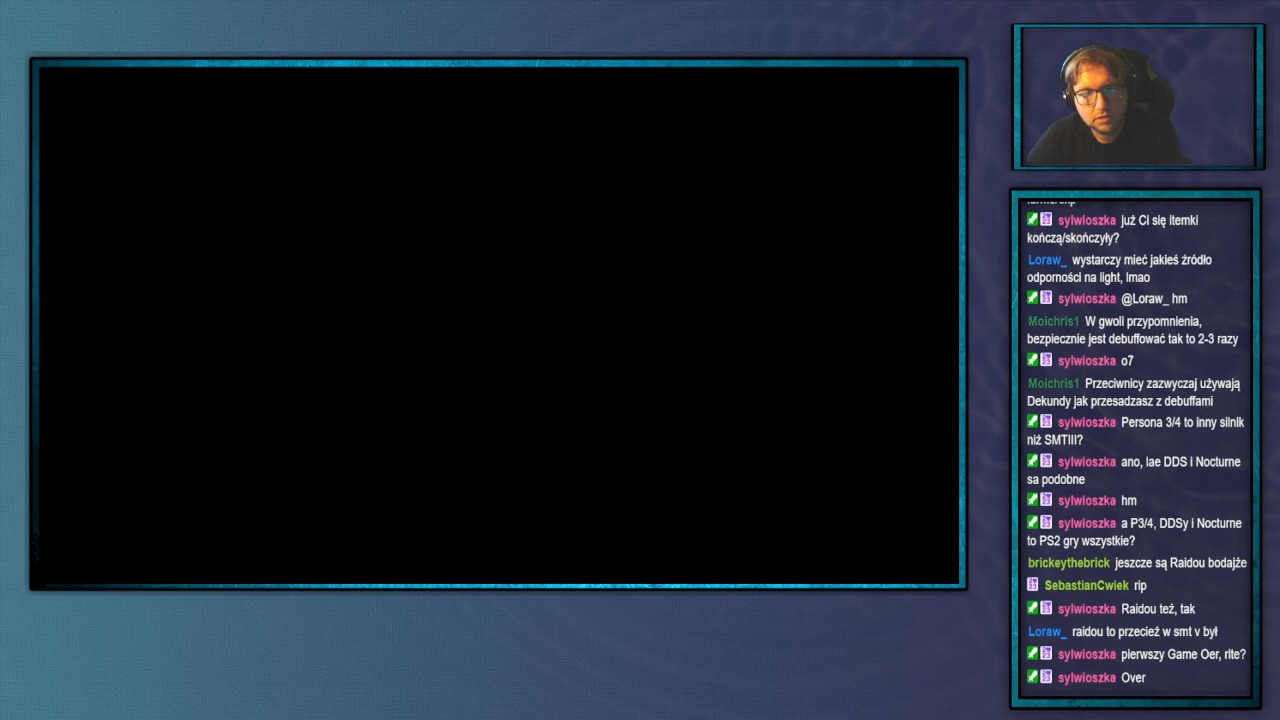 sylwioszka już Ci się itemki
kończą/skończyły?
Loraw_ wystarczy mieć jakieś źródło
odporności na light, lmao
sylwioszka @Loraw_ hm
Moichris1 W gwoli przypomnienia,
bezpiecznie jest debuffować tak to 2-3 razy
sylwioszka o7
Moichris1 Przeciwnicy zazwyczaj używają
Dekundy jak przesadzasz z debuffami
sylwioszka Persona 3/4 to inny silnik
niż SMTIII?
sylwioszka ano, lae DDS i Nocturne
sa podobne
sylwioszka hm
sylwioszka a P3/4, DDSy i Nocturne
to PS2 gry wszystkie?
brickeythebrick jeszcze są Raidou bodajże
SebastianCwiek rip
sylwioszka Raidou też, tak
Loraw_ raidou to przecież w smt v był
sylwioszka pierwszy Game Oer, rite?
sylwioszka Over